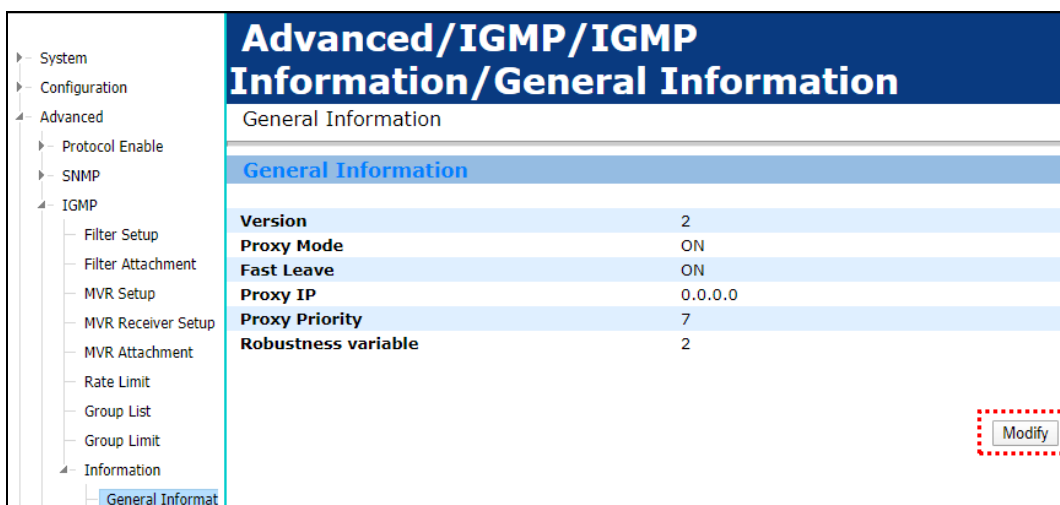 System
Configuration
Advanced
Protocol Enable
SNMP
IGMP
Filter Setup
Filter Attachment
MVR Setup
MVR Receiver Setup
MVR Attachment
Rate Limit
Group List
Group Limit
Information
General Informat
Advanced/IGMP/IGMP
Information/General Information
General Information
General Information
Version 2
Proxy Mode ON
Fast Leave ON
Proxy IP 0.0.0.0
Proxy Priority 7
Robustness variable 2
Modify